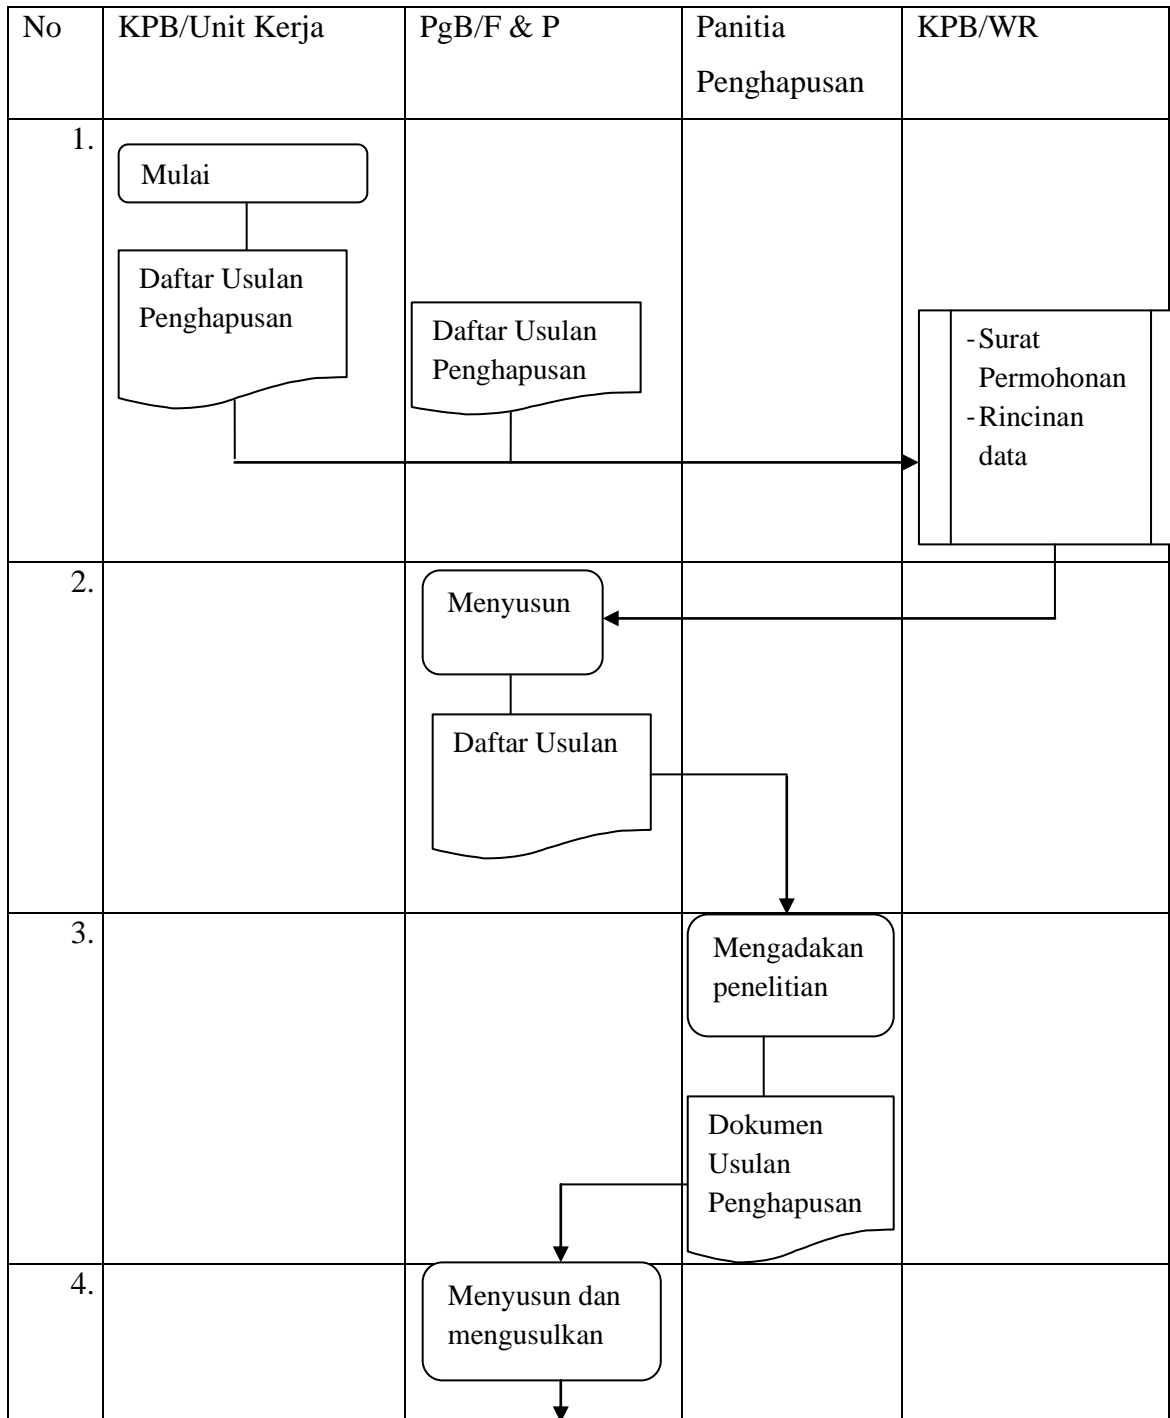 No
KPB/Unit Kerja
PgB/F & P
Panitia
Penghapusan
KPB/WR
1.
Mulai
Daftar Usulan
Penghapusan
Daftar Usulan
Penghapusan
-Surat
Permohonan
-Rincinan
data
2.
Menyusun
Daftar Usulan
3.
Mengadakan
penelitian
Dokumen
Usulan
Penghapusan
4.
Menyusun dan
mengusulkan